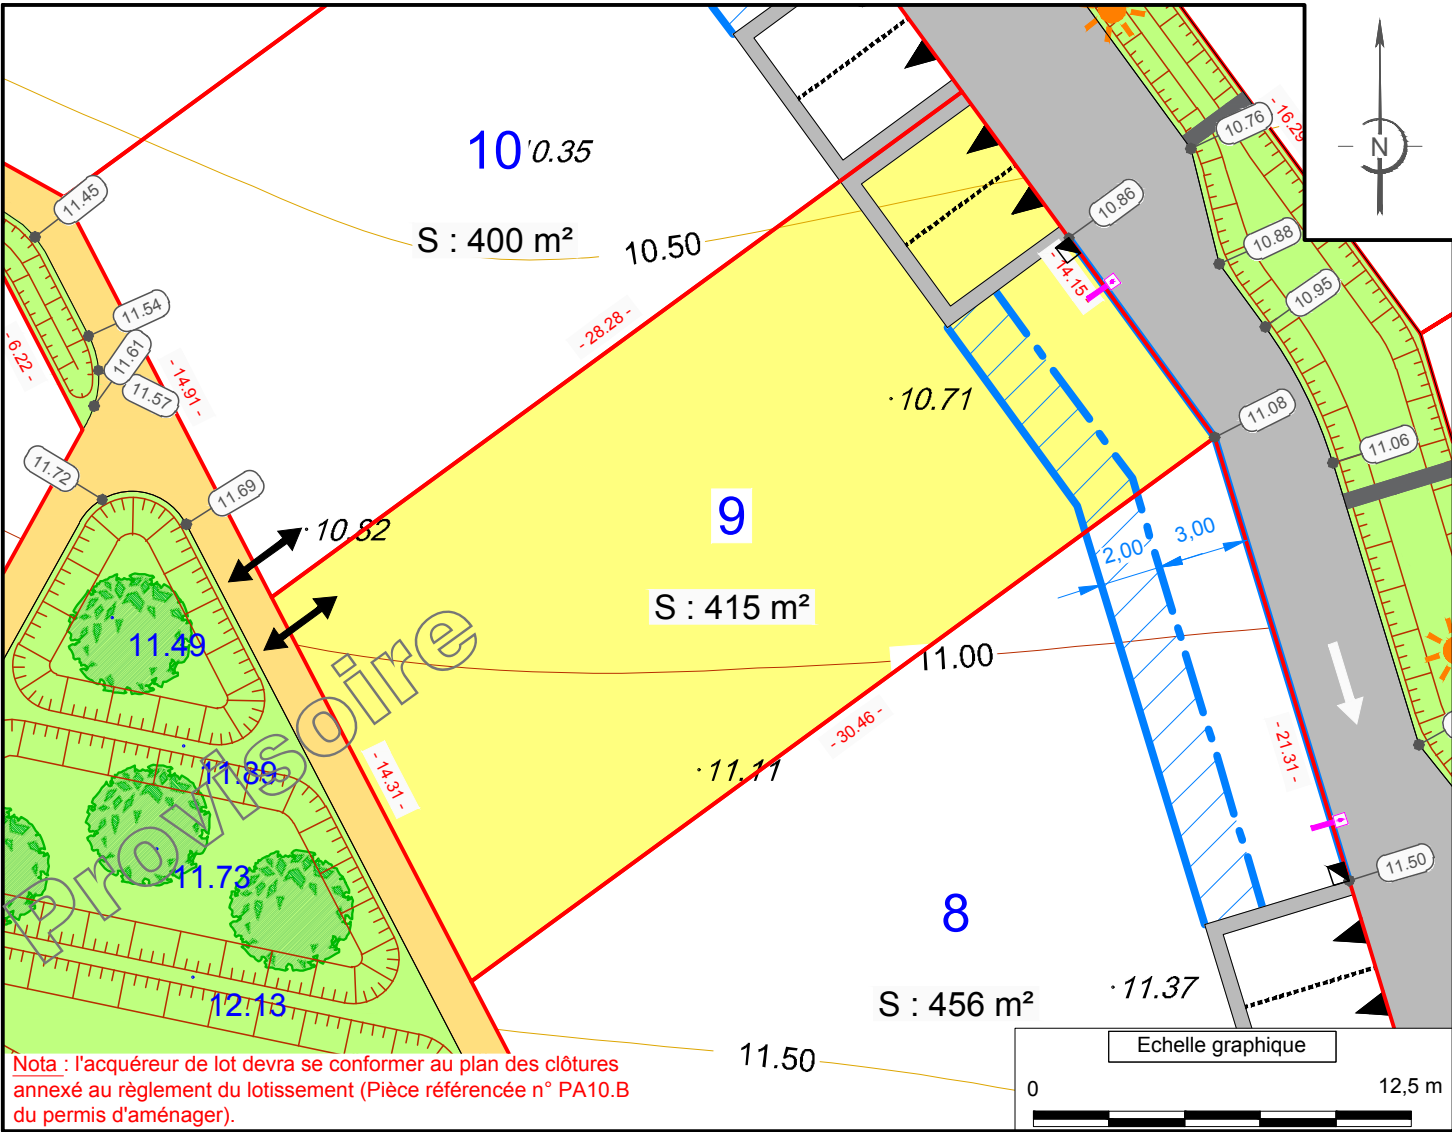 10.76
- 16.29
N
10
0.35
11.45
10.86
S : 400 m²
10.50
10.88
- 14.15
10.95
11.54
- 28.28 -
- 6.22 -
11.61
- 14.91 -
11.57
10.71
11.08
11.06
11.72
11.69
10.82
9
2,00
3,00
S : 415 m²
11.49
11.00
Provisoire
- 30.46 -
- 21.31 -
11.89
- 14.31 -
11.11
11.73
11.50
8
11.37
12.13
S : 456 m²
11.50
Echelle graphique
0
12,5 m
Nota : l'acquéreur de lot devra se conformer au plan des clôtures
annexé au règlement du lotissement (Pièce référencée n° PA10.B
du permis d'aménager).